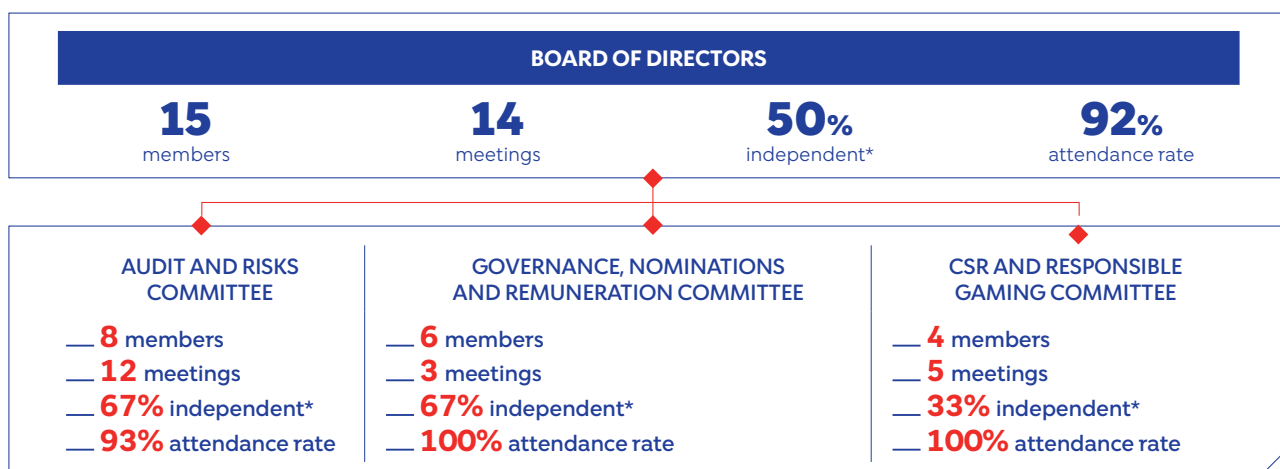 BOARD OF DIRECTORS
15
members
14
meetings
50%
independent*
92%
attendance rate
AUDIT AND RISKS
COMMITTEE
8 members
12 meetings
67% independent*
93% attendance rate
GOVERNANCE, NOMINATIONS
AND REMUNERATION COMMITTEE
6 members
3 meetings
67% independent*
100% attendance rate
CSR AND RESPONSIBLE
GAMING COMMITTEE
4 members
5 meetings
33% independent*
100% attendance rate